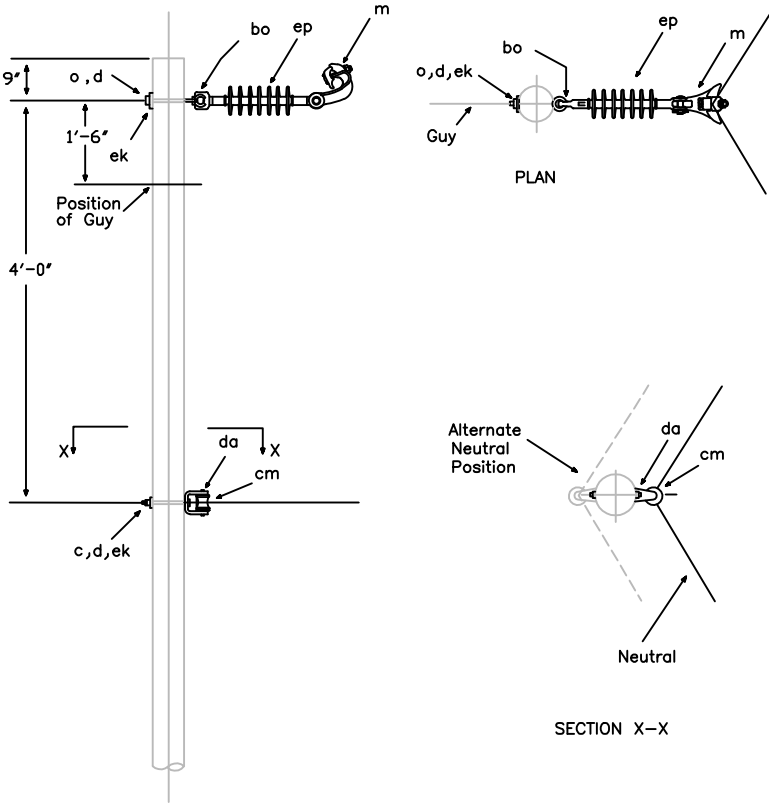 bo
ep
m
9"
o ,d
1'-6"
ek
Position
of Guy
4'-0"
X
X
da
cm
c,d,ek
ep
m
bo
o,d,ek
Guy
PLAN
Alternate
Neutral
Position
da
cm
Neutral
SECTION X-X